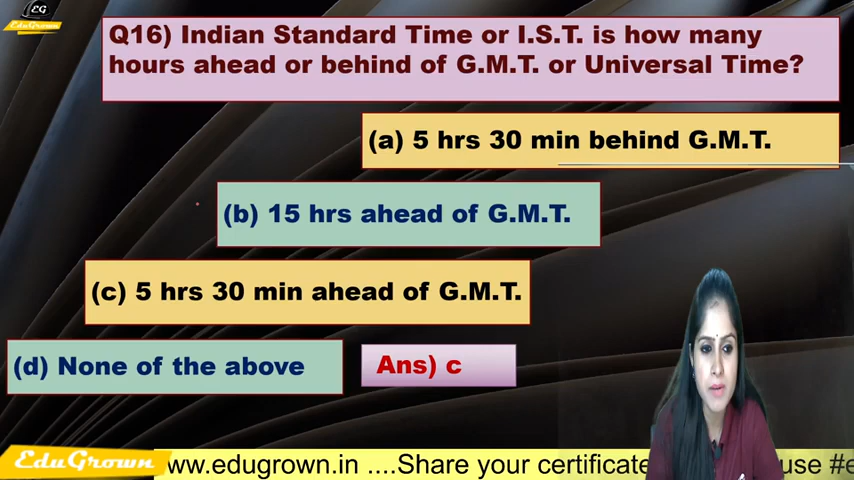 EG
EduGrown
Q16) Indian Standard Time or I.S.T. is how many
hours ahead or behind of G.M.T. or Universal Time?
(a) 5 hrs 30 min behind G.M.T.
(b) 15 hrs ahead of G.M.T.
(c) 5 hrs 30 min ahead of G.M.T.
(d) None of the above
Ans) c
EduGrown
www.edugrown.in ....Share your certificate use #e